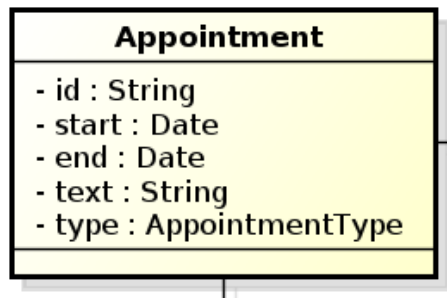 Appointment
- id : String
- start : Date
- end : Date
- text : String
- type : AppointmentType